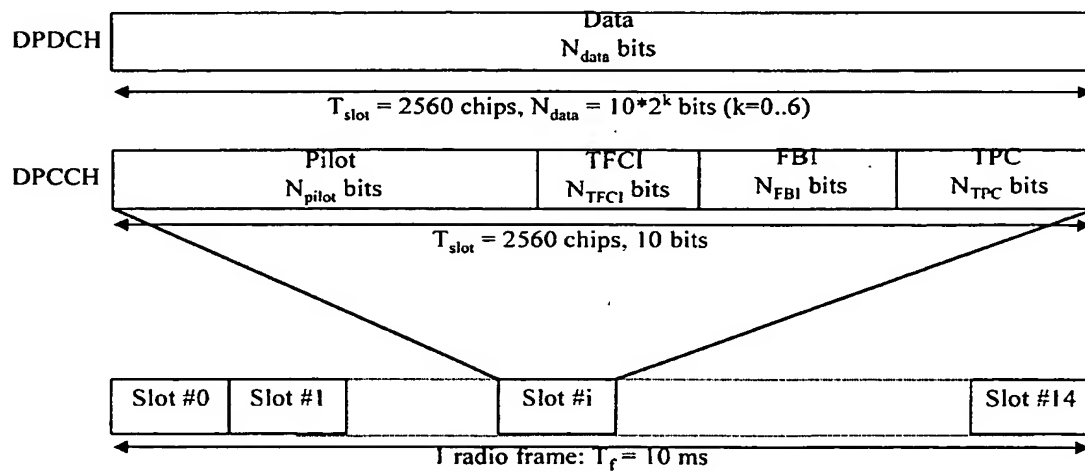 DPDCH
Data
N_data bits
T_slot = 2560 chips, N_data = 10*2^k bits (k=0..6)
DPCCH
Pilot
N_pilot bits
TFCI
N_TFCI bits
FBI
N_FBI bits
TPC
N_TPC bits
T_slot = 2560 chips, 10 bits
Slot #0
Slot #1
Slot #i
Slot #14
1 radio frame: T_f = 10 ms